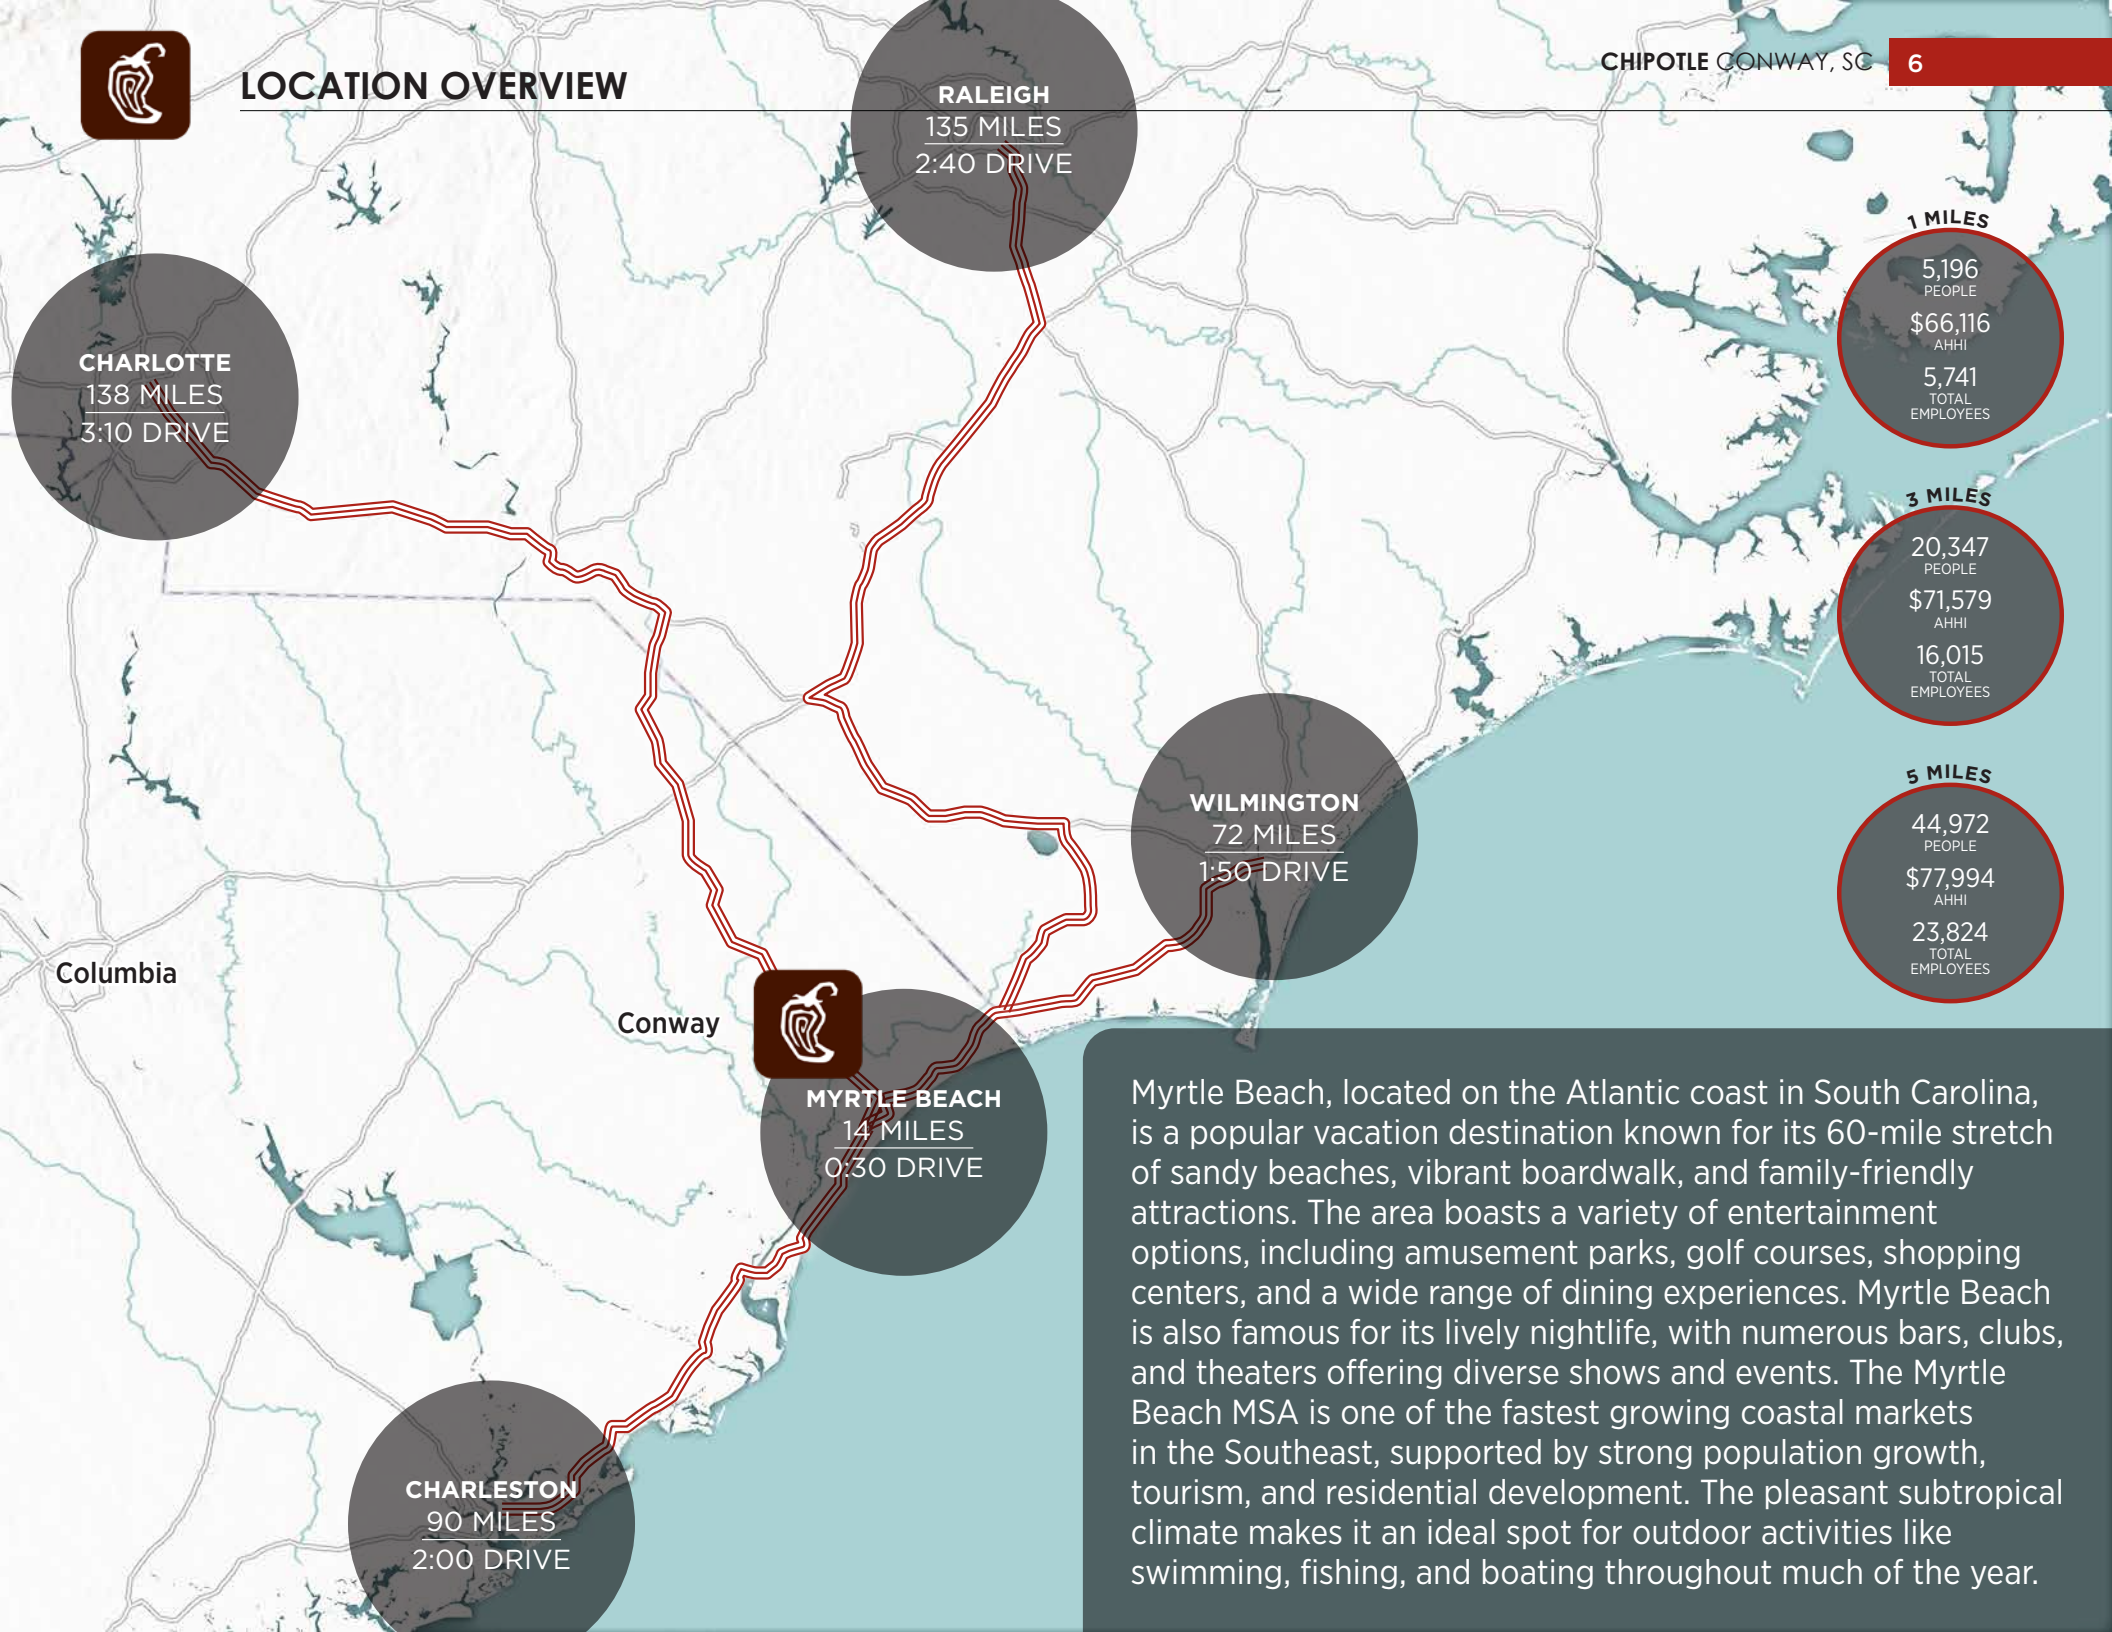 LOCATION OVERVIEW
CHIPOTLE CONWAY, SC
6
RALEIGH
135 MILES
2:40 DRIVE
CHARLOTTE
138 MILES
3:10 DRIVE
1 MILES
5,196
PEOPLE
$66,116
AHHI
5,741
TOTAL
EMPLOYEES
3 MILES
20,347
PEOPLE
$71,579
AHHI
16,015
TOTAL
EMPLOYEES
5 MILES
44,972
PEOPLE
$77,994
AHHI
23,824
TOTAL
EMPLOYEES
WILMINGTON
72 MILES
1:50 DRIVE
Columbia
Conway
MYRTLE BEACH
14 MILES
0:30 DRIVE
CHARLESTON
90 MILES
2:00 DRIVE
Myrtle Beach, located on the Atlantic coast in South Carolina,
is a popular vacation destination known for its 60-mile stretch
of sandy beaches, vibrant boardwalk, and family-friendly
attractions. The area boasts a variety of entertainment
options, including amusement parks, golf courses, shopping
centers, and a wide range of dining experiences. Myrtle Beach
is also famous for its lively nightlife, with numerous bars, clubs,
and theaters offering diverse shows and events. The Myrtle
Beach MSA is one of the fastest growing coastal markets
in the Southeast, supported by strong population growth,
tourism, and residential development. The pleasant subtropical
climate makes it an ideal spot for outdoor activities like
swimming, fishing, and boating throughout much of the year.